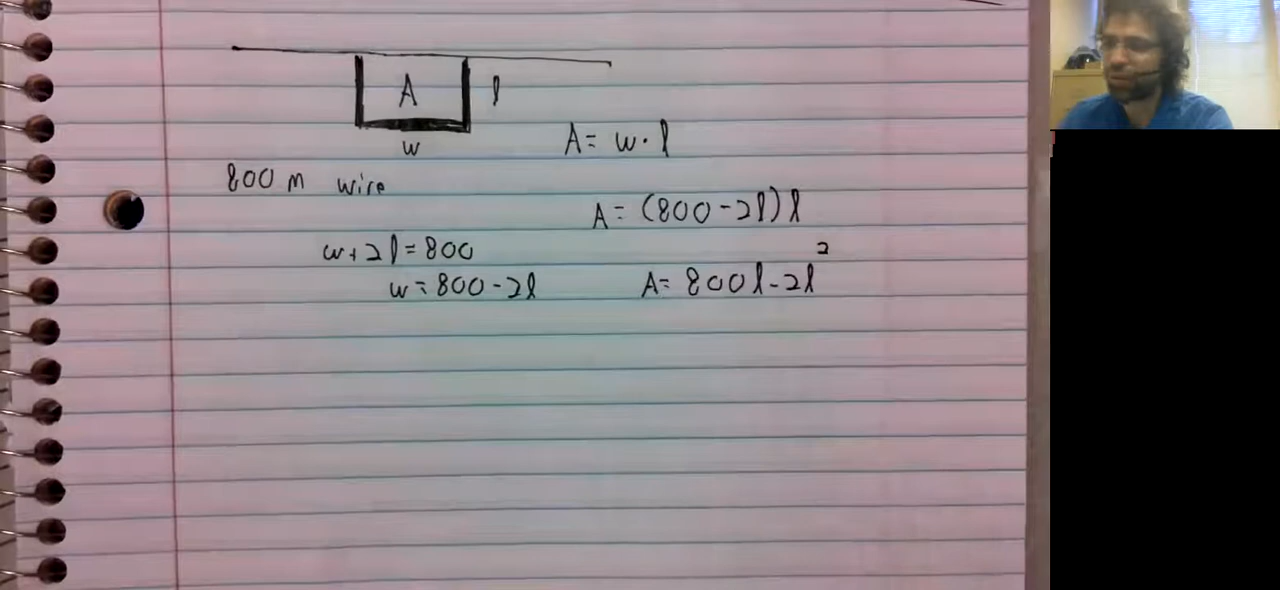 A
l
w
A = w · l
800 m wire
A = (800 - 2l) l
w + 2l = 800
w = 800 - 2l
A = 800l - 2l²